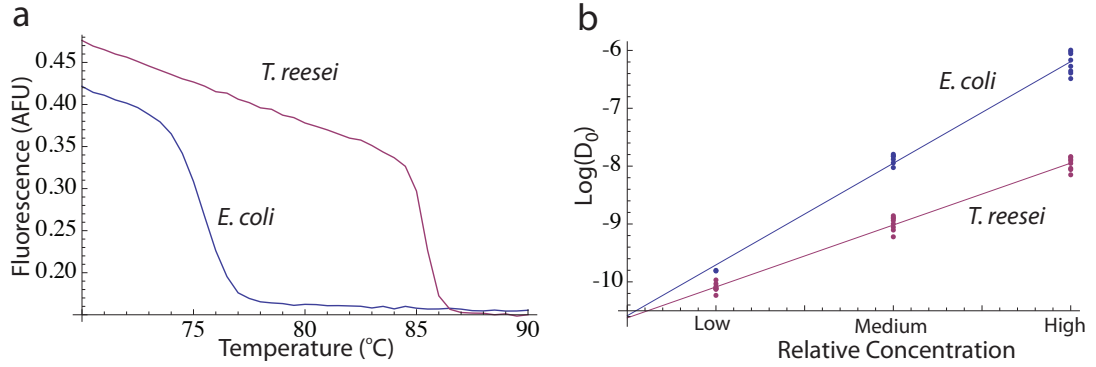 a
Fluorescence (AFU)
0.45
0.40
0.35
0.30
0.25
0.20
T. reesei
E. coli
75
80
85
90
Temperature (°C)
b
Log(D₀)
-6
-7
-8
-9
-10
E. coli
T. reesei
Low
Medium
High
Relative Concentration